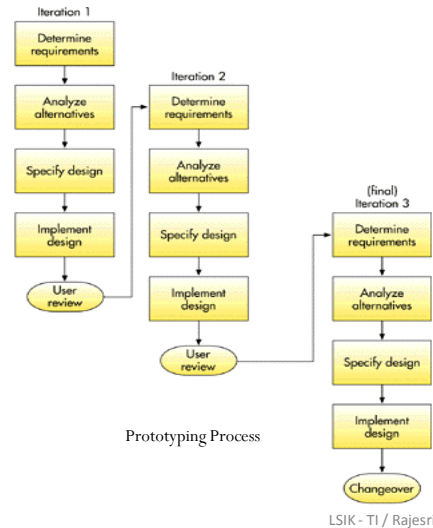 Iteration 1
Determine
requirements
Analyze
alternatives
Specify design
Implement
design
User
review
Iteration 2
Determine
requirements
Analyze
alternatives
Specify design
Implement
design
User
review
(final)
Iteration 3
Determine
requirements
Analyze
alternatives
Specify design
Implement
design
Changeover
Prototyping Process
LSIK - TI / Rajesri